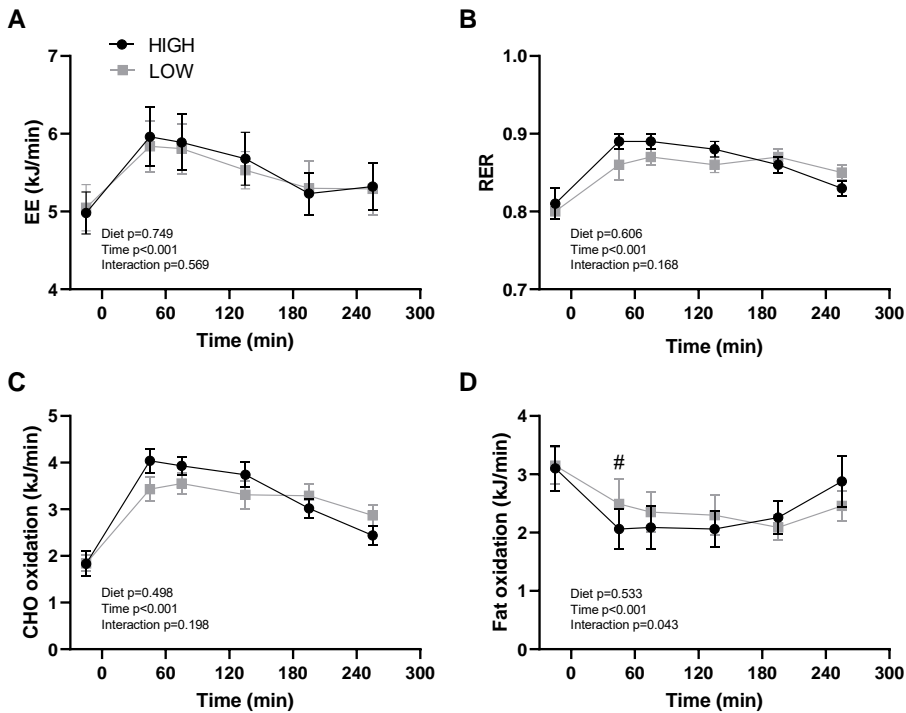 A
HIGH
LOW
7
6
5
4
EE (kJ/min)
Diet p=0.749
Time p<0.001
Interaction p=0.569
0 60 120 180 240 300
Time (min)
B
1.0
0.9
0.8
0.7
RER
Diet p=0.606
Time p<0.001
Interaction p=0.168
0 60 120 180 240 300
Time (min)
C
5
4
3
2
1
0
CHO oxidation (kJ/min)
Diet p=0.498
Time p<0.001
Interaction p=0.198
0 60 120 180 240 300
Time (min)
D
4
3
2
1
0
Fat oxidation (kJ/min)
#
Diet p=0.533
Time p<0.001
Interaction p=0.043
0 60 120 180 240 300
Time (min)